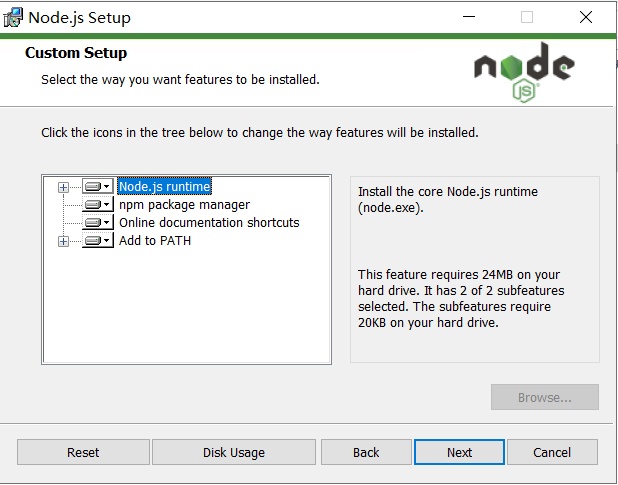 Node.js Setup
Custom Setup
Select the way you want features to be installed.
node
JS
Click the icons in the tree below to change the way features will be installed.
Node.js runtime
npm package manager
Online documentation shortcuts
Add to PATH
Install the core Node.js runtime
(node.exe).
This feature requires 24MB on your
hard drive. It has 2 of 2 subfeatures
selected. The subfeatures require
20KB on your hard drive.
Browse...
Reset
Disk Usage
Back
Next
Cancel